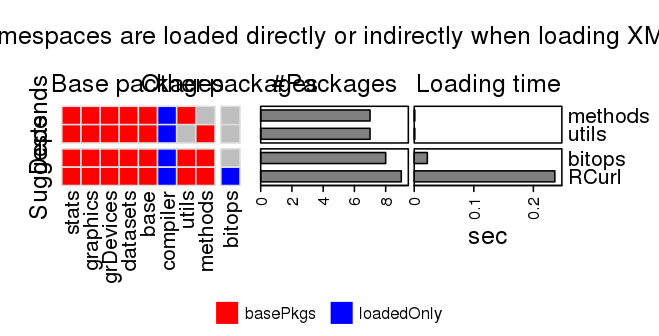 mespaces are loaded directly or indirectly when loading XM
Base packages
Other packages
#Packages
Loading time
Depends
Suggests
methods
utils
bitops
RCurl
stats
graphics
grDevices
datasets
base
compiler
utils
methods
bitops
0
2
4
6
8
0
0.1
0.2
sec
basePkgs
loadedOnly